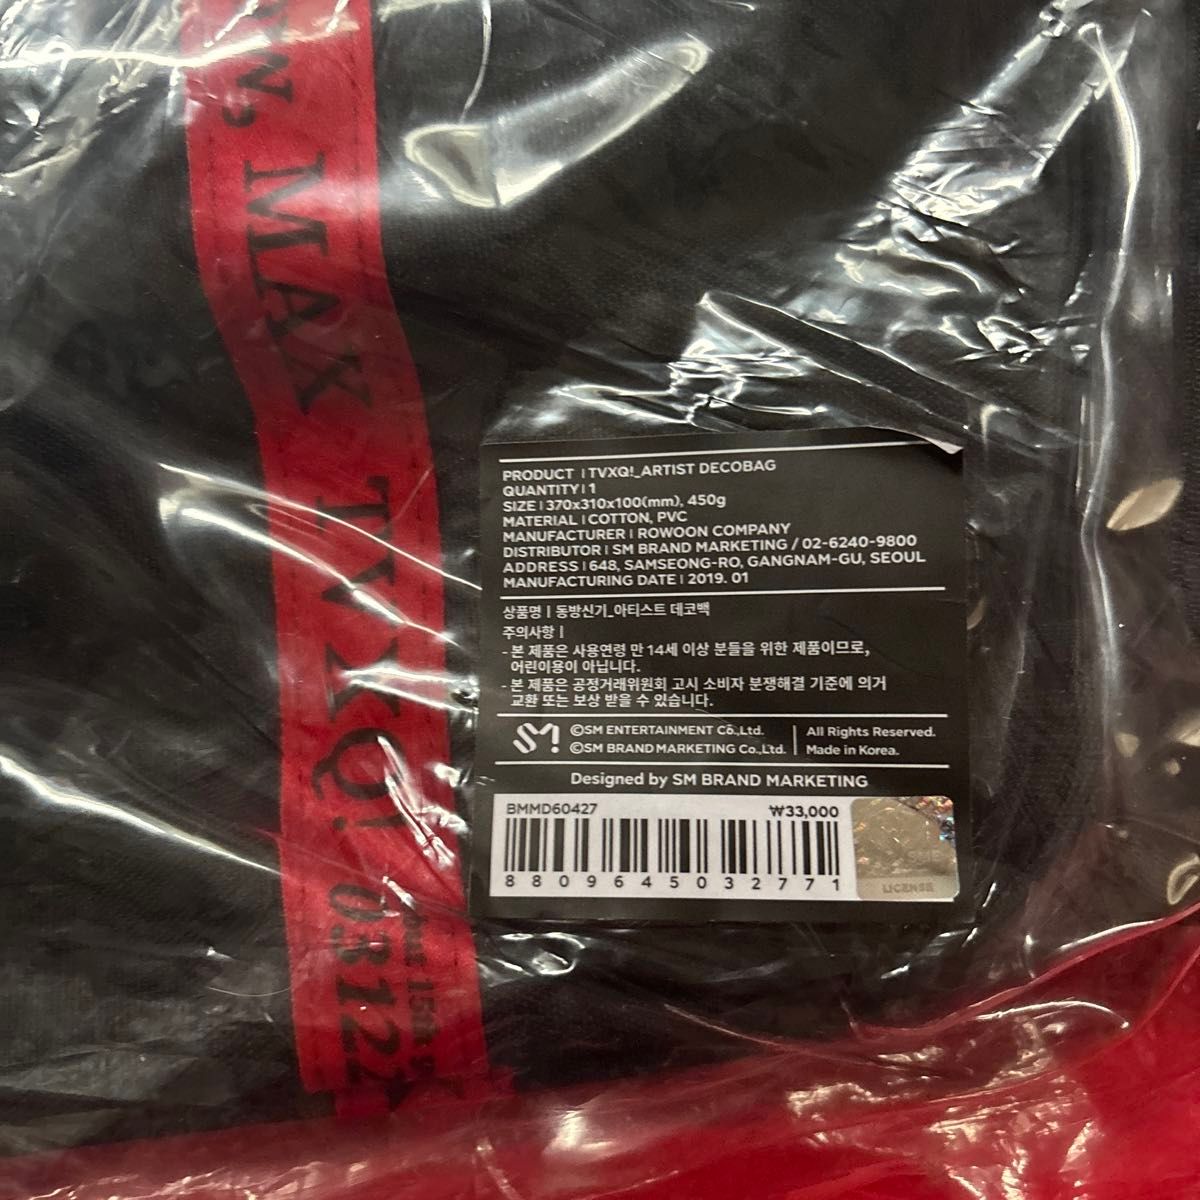 MAX TVXQ! 03122
PRODUCT | TVXQ!_ARTIST DECOBAG
QUANTITY | 1
SIZE | 370x310x100(mm), 450g
MATERIAL | COTTON, PVC
MANUFACTURER | ROWOON COMPANY
DISTRIBUTOR | SM BRAND MARKETING / 02-6240-9800
ADDRESS | 648, SAMSEONG-RO, GANGNAM-GU, SEOUL
MANUFACTURING DATE | 2019. 01
상품명 | 동방신기_아티스트 데코백
주의사항 |
- 본 제품은 사용연령 만 14세 이상 분들을 위한 제품이므로,
어린이용이 아닙니다.
- 본 제품은 공정거래위원회 고시 소비자 분쟁해결 기준에 의거
교환 또는 보상 받을 수 있습니다.
©SM ENTERTAINMENT Co.,Ltd.
©SM BRAND MARKETING Co.,Ltd.
All Rights Reserved.
Made in Korea.
Designed by SM BRAND MARKETING
BMMD60427 ₩33,000
8809645032771
LICENSE